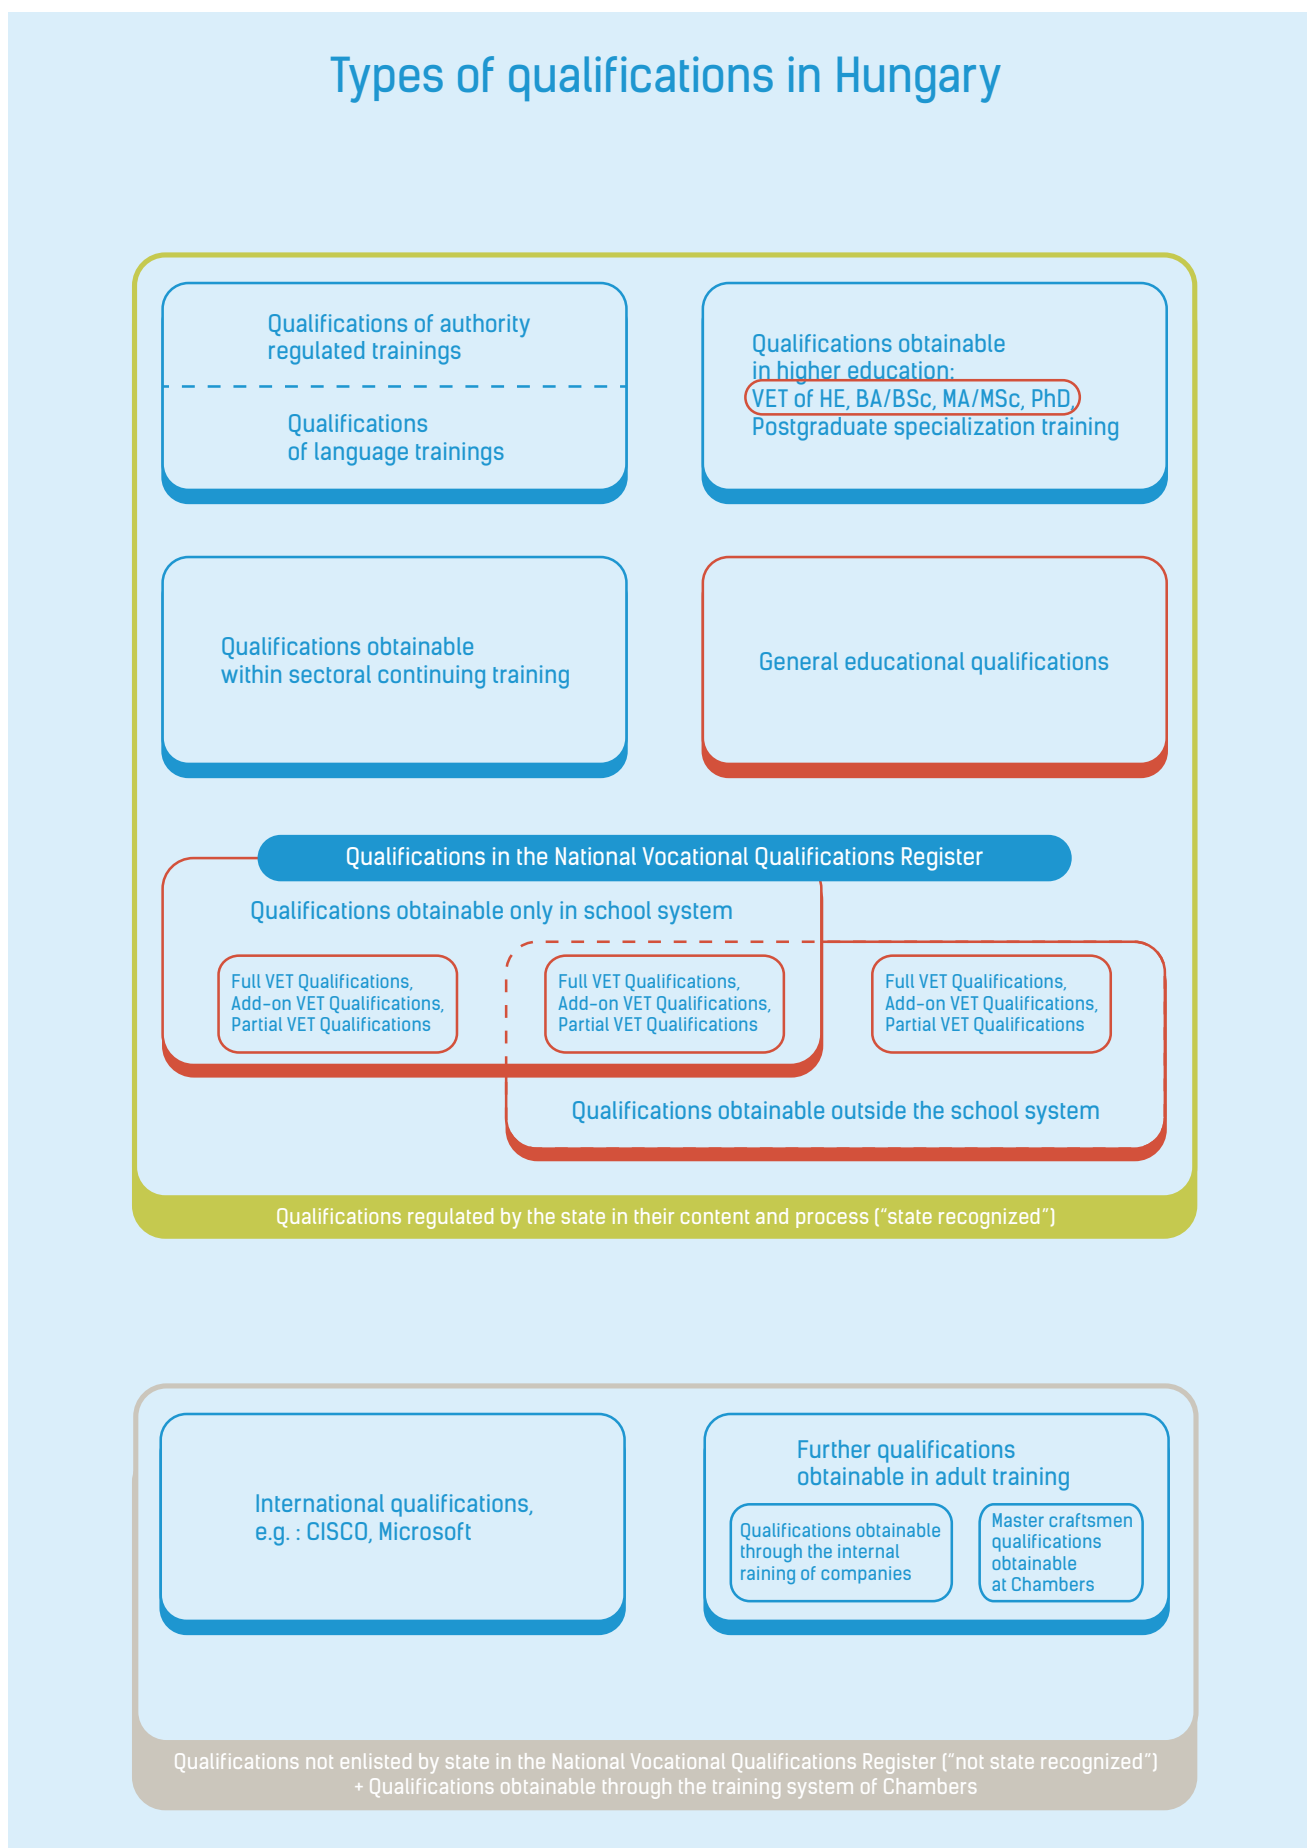 Types of qualifications in Hungary
Qualifications of authority
regulated trainings
Qualifications
of language trainings
Qualifications obtainable
in higher education:
VET of HE, BA/BSc, MA/MSc, PhD,
Postgraduate specialization training
Qualifications obtainable
within sectoral continuing training
General educational qualifications
Qualifications in the National Vocational Qualifications Register
Qualifications obtainable only in school system
Full VET Qualifications,
Add-on VET Qualifications,
Partial VET Qualifications
Full VET Qualifications,
Add-on VET Qualifications,
Partial VET Qualifications
Full VET Qualifications,
Add-on VET Qualifications,
Partial VET Qualifications
Qualifications obtainable outside the school system
Qualifications regulated by the state in their content and process (“state recognized”)
International qualifications,
e.g. : CISCO, Microsoft
Further qualifications
obtainable in adult training
Qualifications obtainable
through the internal
raining of companies
Master craftsmen
qualifications
obtainable
at Chambers
Qualifications not enlisted by state in the National Vocational Qualifications Register (“not state recognized”)
+ Qualifications obtainable through the training system of Chambers